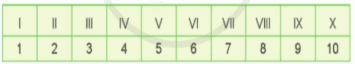 I II III IV V VI VII VIII IX X
1 2 3 4 5 6 7 8 9 10